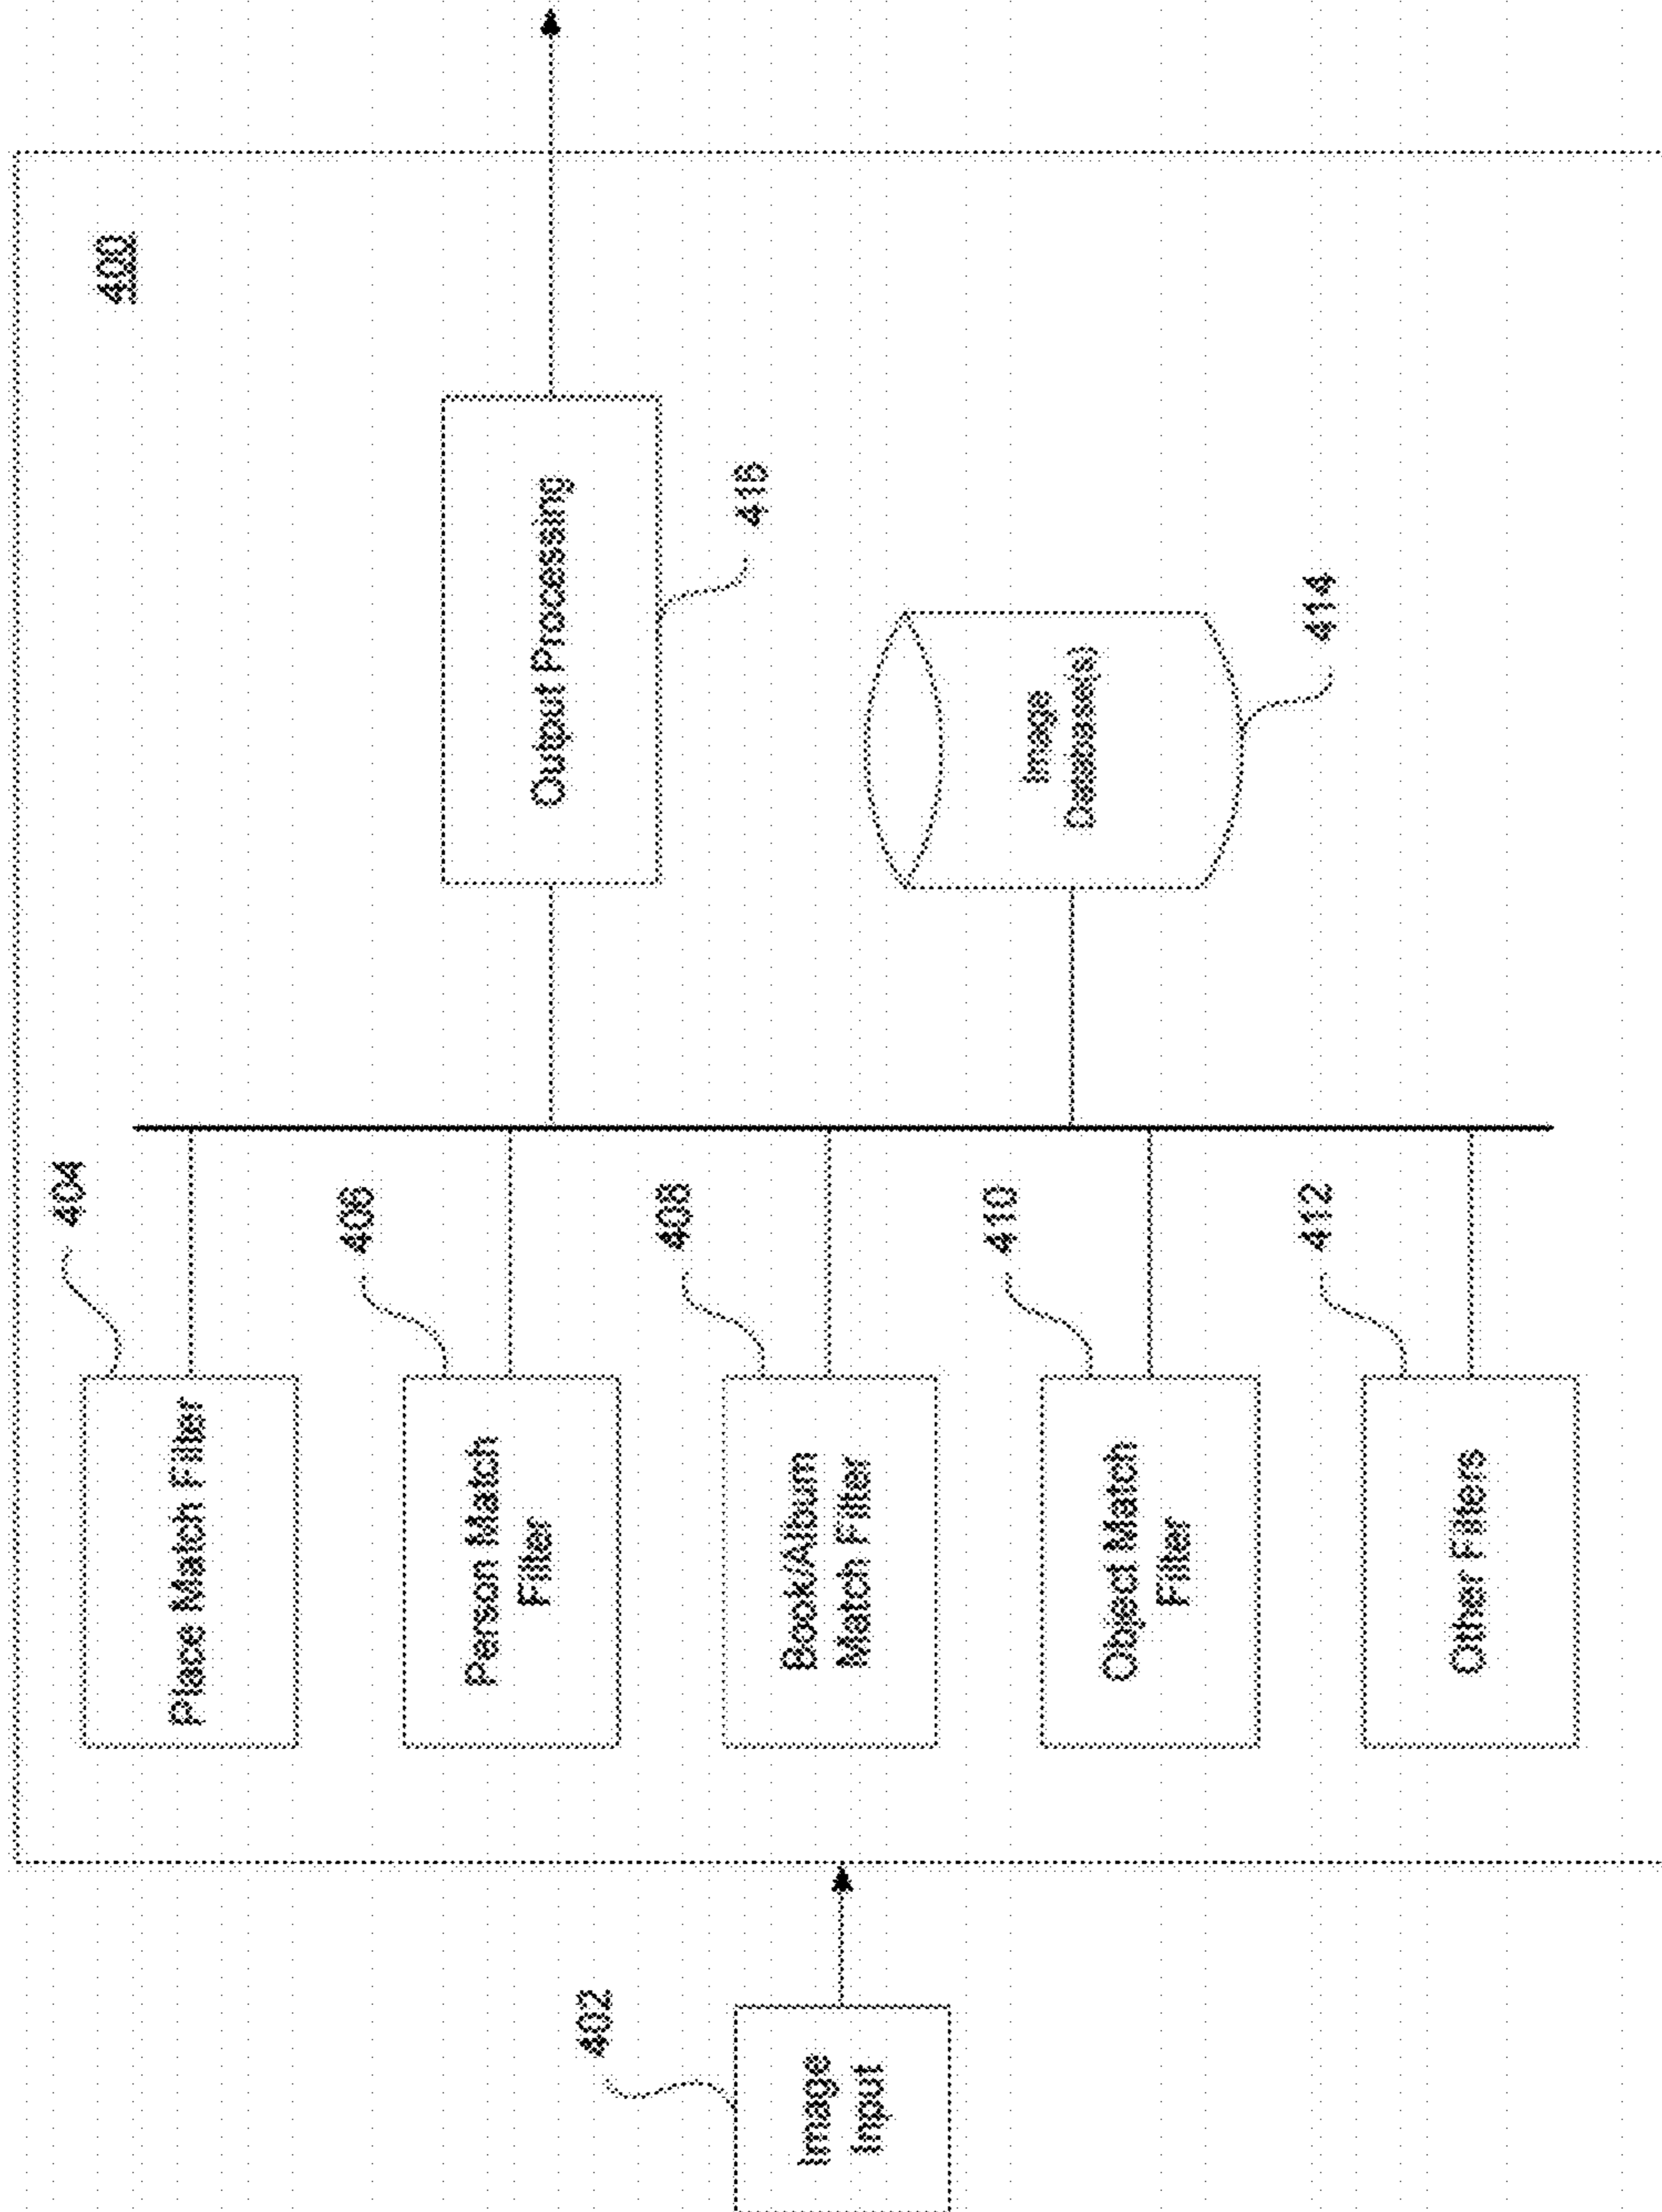 400
404
Place Match Filter
406
Person Match
Filter
408
Book/Album
Match Filter
410
Object Match
Filter
412
Other Filters
402
Image
Input
Output Processing
416
Image
Database(s)
414